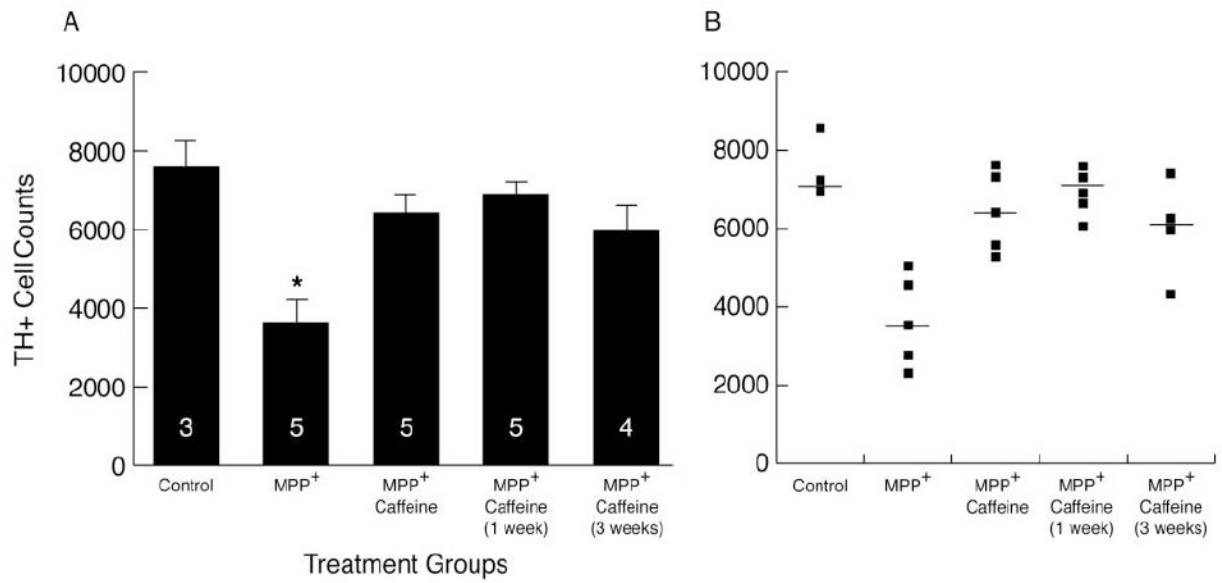 A
TH+ Cell Counts
10000
8000
6000
4000
2000
0
*
3
5
5
5
4
Control
MPP+
MPP+
Caffeine
MPP+
Caffeine
(1 week)
MPP+
Caffeine
(3 weeks)
Treatment Groups
B
10000
8000
6000
4000
2000
0
Control
MPP+
MPP+
Caffeine
MPP+
Caffeine
(1 week)
MPP+
Caffeine
(3 weeks)